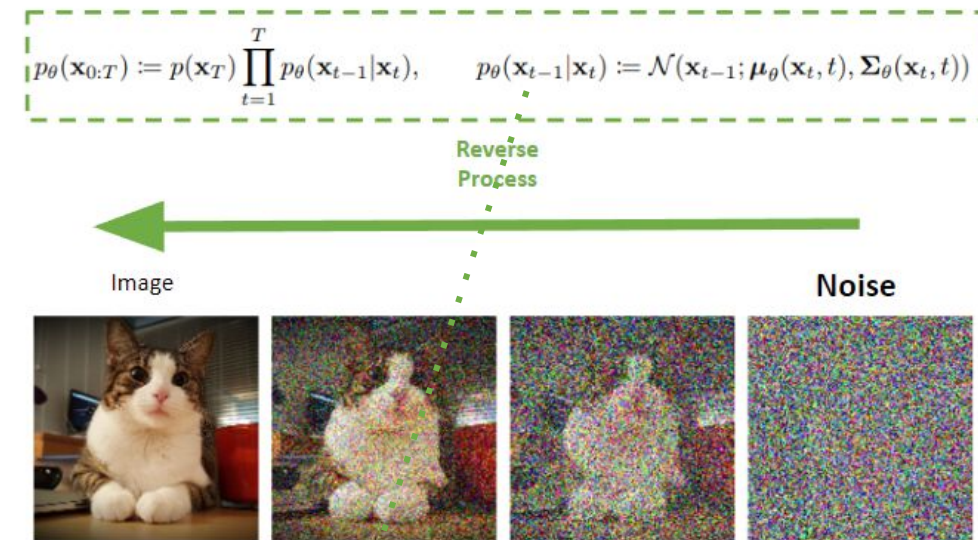 p_θ(𝐱_{0:T}) ≔ p(𝐱_T) ∏_{t=1}^{T} p_θ(𝐱_{t−1}|𝐱_t),  p_θ(𝐱_{t−1}|𝐱_t) ≔ 𝒩(𝐱_{t−1}; 𝛍_θ(𝐱_t, t), 𝚺_θ(𝐱_t, t))
Reverse
Process
Image
Noise